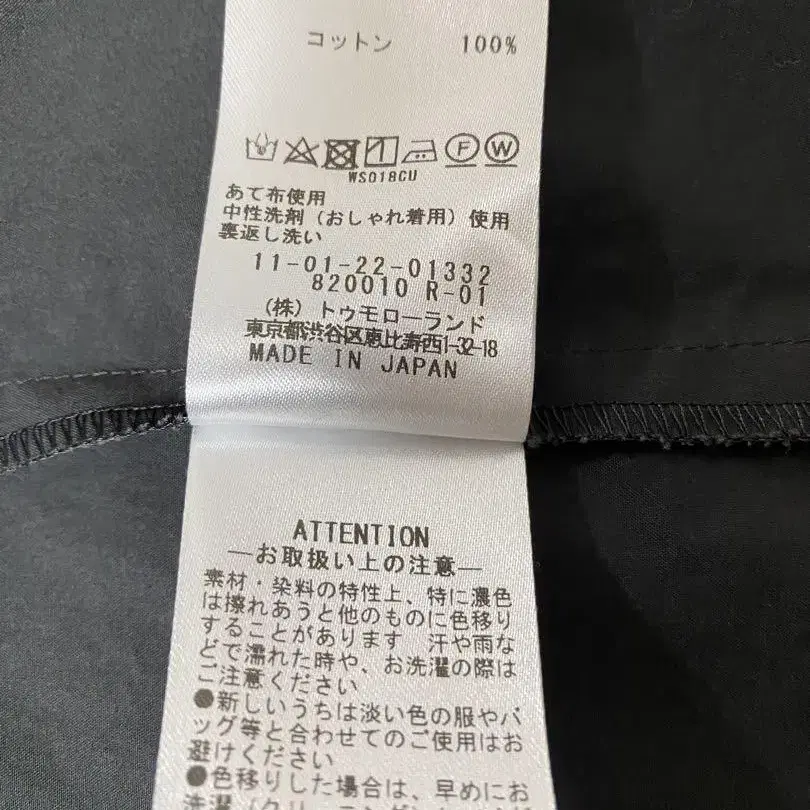 コットン 100%
F W
WS018CU
あて布使用
中性洗剤（おしゃれ着用）使用
裏返し洗い
11-01-22-01332
820010 R-01
（株）トゥモローランド
東京都渋谷区恵比寿西1-32-18
MADE IN JAPAN
ATTENTION
―お取扱い上の注意―
素材・染料の特性上、特に濃色
は擦れあうと他のものに色移り
することがあります 汗や雨な
どで濡れた時や、お洗濯の際は
ご注意ください
●新しいうちは淡い色の服やバ
ッグ等と合わせてのご使用はお
避けください
●色移りした場合は、早めにお
洗濯（クリーニング）